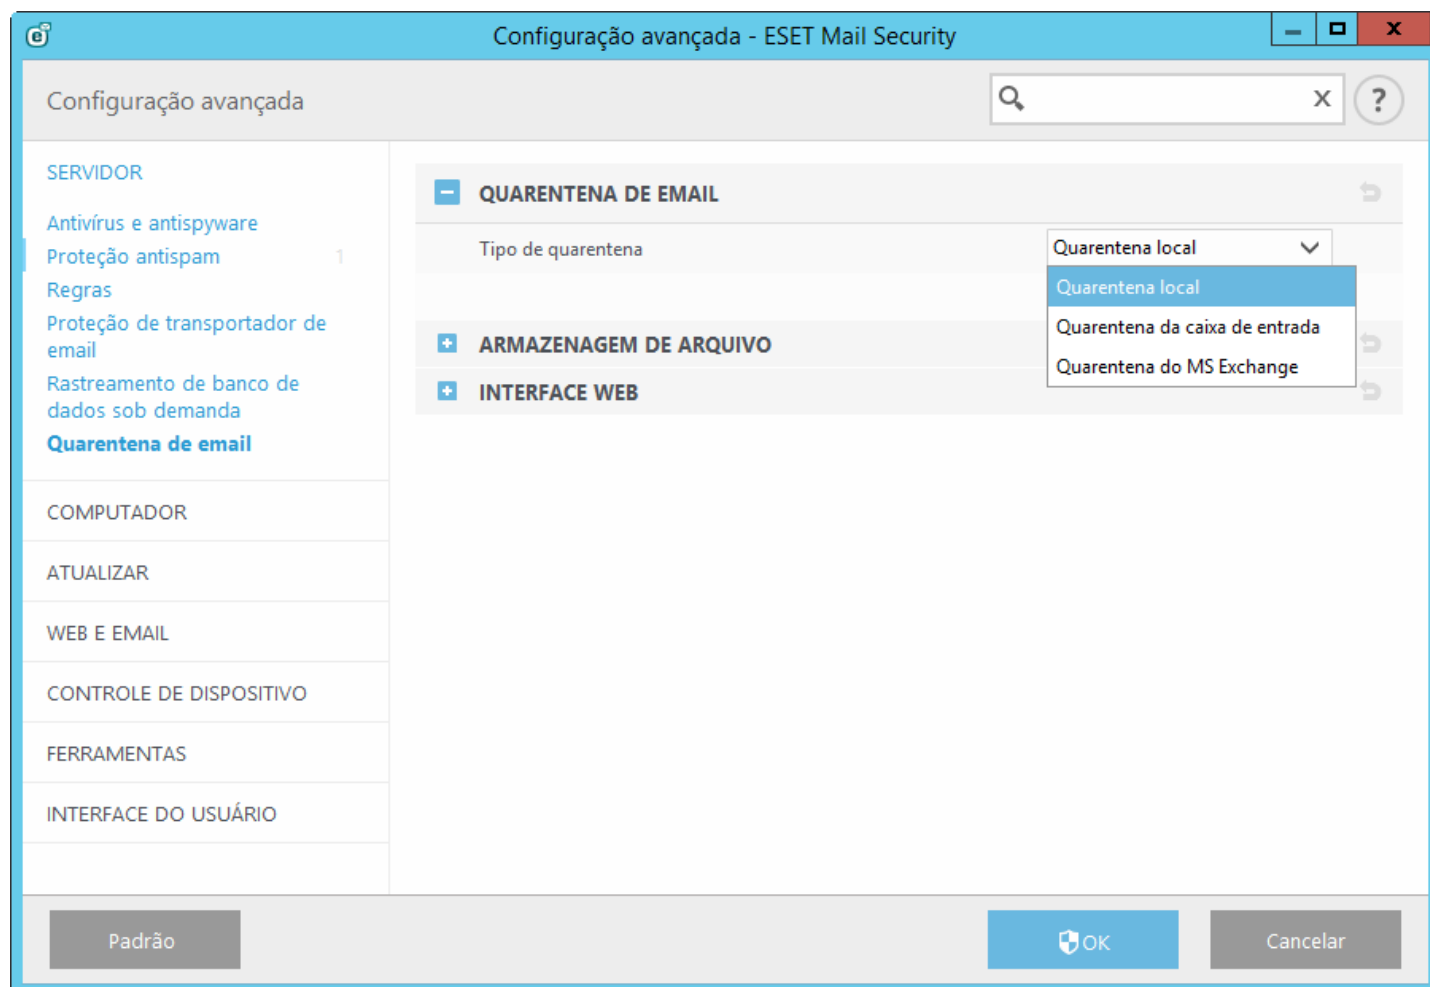 Configuração avançada - ESET Mail Security
Configuração avançada
X
?
SERVIDOR
Antivírus e antispyware
Proteção antispam 1
Regras
Proteção de transportador de
email
Rastreamento de banco de
dados sob demanda
Quarentena de email
COMPUTADOR
ATUALIZAR
WEB E EMAIL
CONTROLE DE DISPOSITIVO
FERRAMENTAS
INTERFACE DO USUÁRIO
QUARENTENA DE EMAIL
Tipo de quarentena
Quarentena local
Quarentena local
Quarentena da caixa de entrada
Quarentena do MS Exchange
ARMAZENAGEM DE ARQUIVO
INTERFACE WEB
Padrão
OK
Cancelar